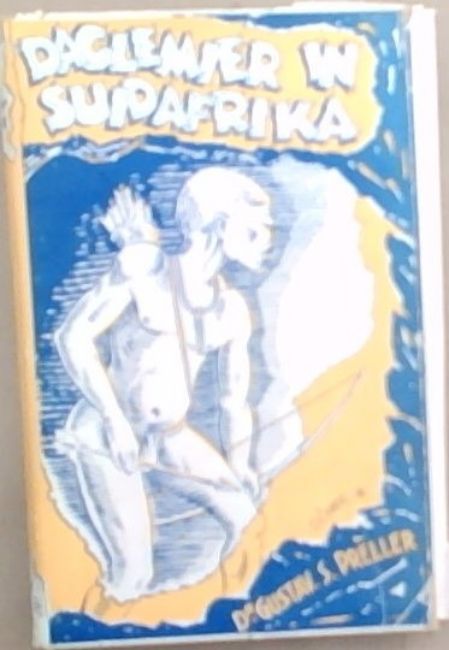 DAGLEMIER IN
SUIDAFRIKA
Dr GUSTAV S. PRELLER